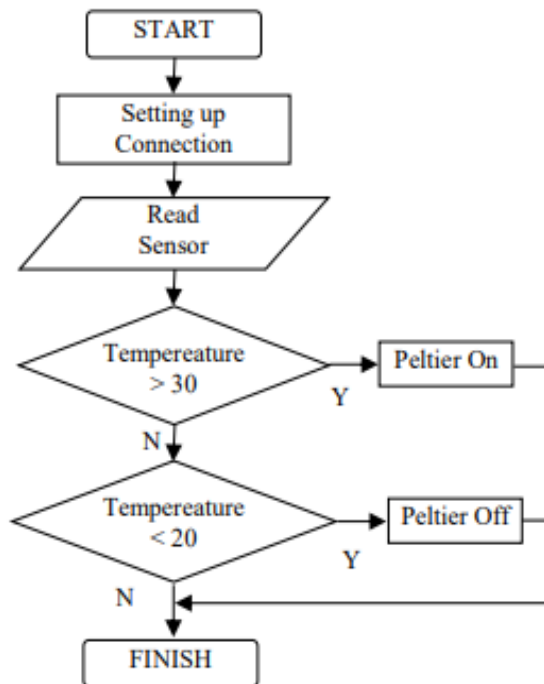 START
Setting up
Connection
Read
Sensor
Tempereature
> 30
Peltier On
Y
N
Tempereature
< 20
Peltier Off
Y
N
FINISH